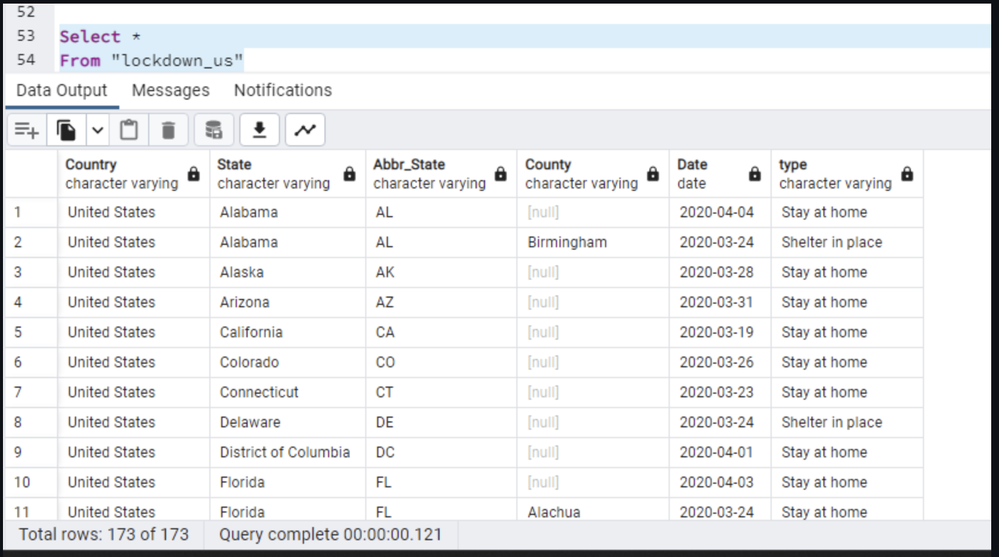 52
53 Select *
54 From "lockdown_us"
Data Output Messages Notifications
Country State Abbr_State County Date type
character varying character varying character varying character varying date character varying
1 United States Alabama AL [null] 2020-04-04 Stay at home
2 United States Alabama AL Birmingham 2020-03-24 Shelter in place
3 United States Alaska AK [null] 2020-03-28 Stay at home
4 United States Arizona AZ [null] 2020-03-31 Stay at home
5 United States California CA [null] 2020-03-19 Stay at home
6 United States Colorado CO [null] 2020-03-26 Stay at home
7 United States Connecticut CT [null] 2020-03-23 Stay at home
8 United States Delaware DE [null] 2020-03-24 Shelter in place
9 United States District of Columbia DC [null] 2020-04-01 Stay at home
10 United States Florida FL [null] 2020-04-03 Stay at home
11 United States Florida FL Alachua 2020-03-24 Stay at home
Total rows: 173 of 173 Query complete 00:00:00.121